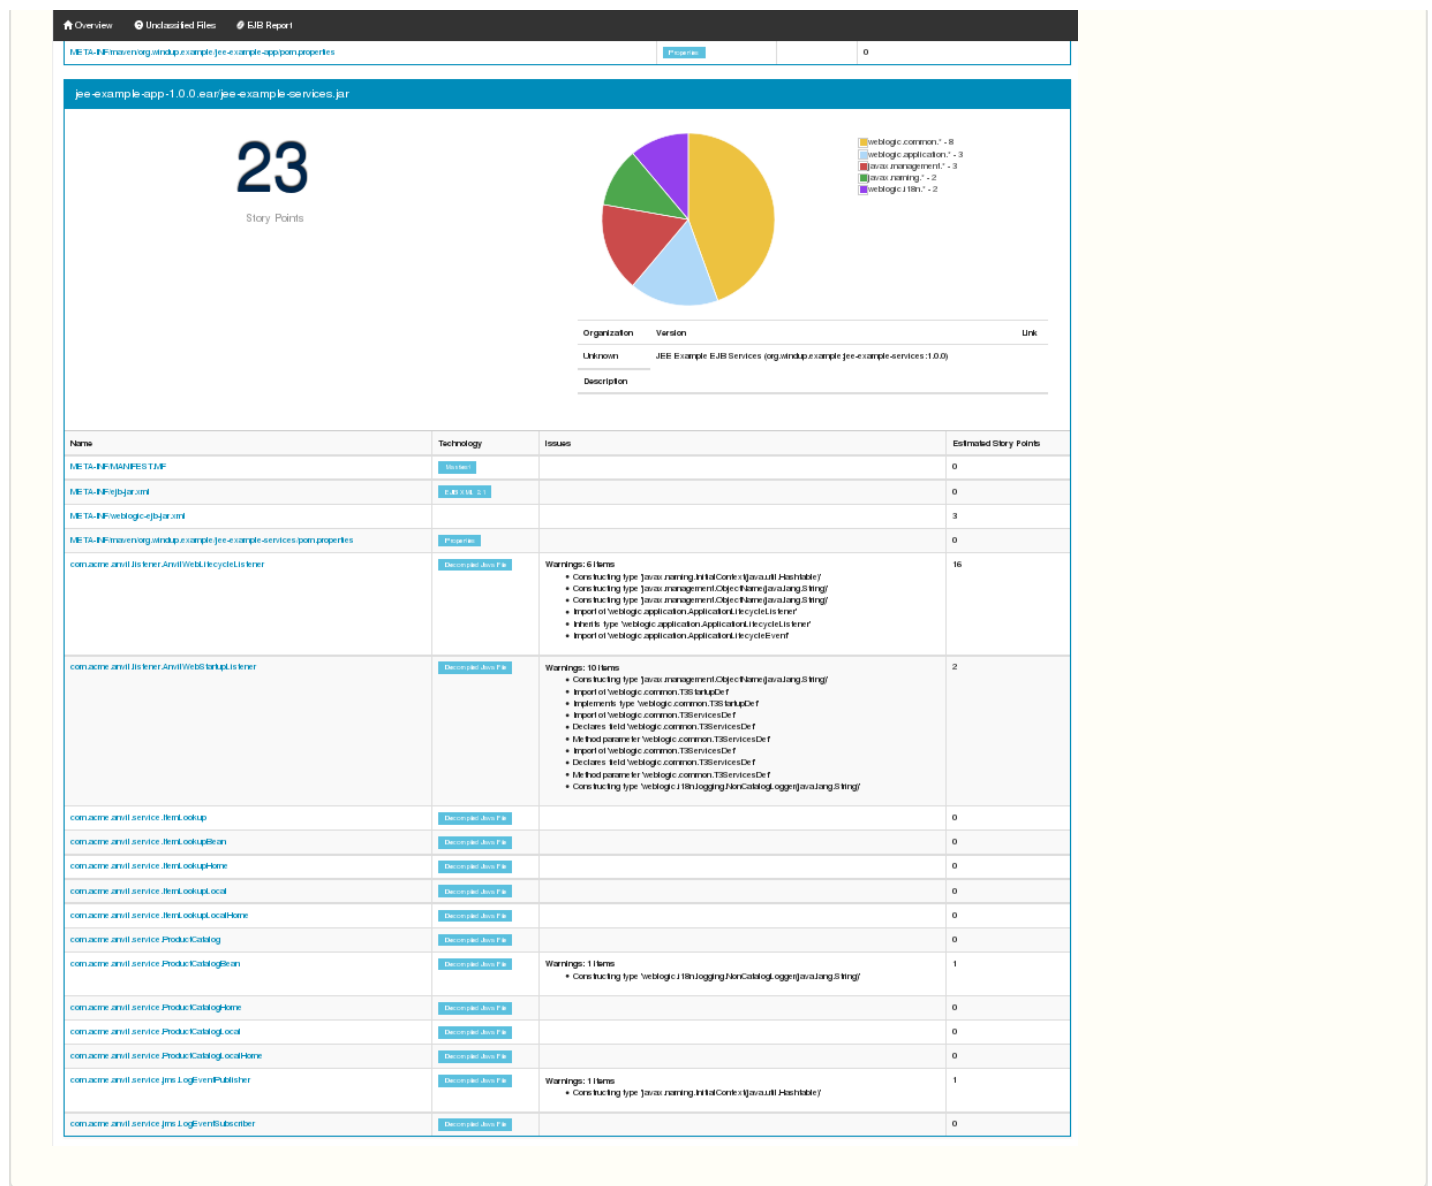 Overview Unclassified Files EJB Report
META-INF/maven/org.windup.example/jee-example-app/pom.properties Properties 0
jee-example-app-1.0.0.ear/jee-example-services.jar
23
Story Points
weblogic.common.* - 8
weblogic.application.* - 3
javax.management.* - 3
javax.naming.* - 2
weblogic.i18n.* - 2
Organization Version Link
Unknown JEE Example EJB Services (org.windup.example:jee-example-services:1.0.0)
Description
Name Technology Issues Estimated Story Points
META-INF/MANIFEST.MF Manifest 0
META-INF/ejb-jar.xml EJB XML 2.1 0
META-INF/weblogic-ejb-jar.xml 3
META-INF/maven/org.windup.example/jee-example-services/pom.properties Properties 0
com.acme.anvil.listener.AnvilWebLifecycleListener Decompiled Java File Warnings: 6 items 16
• Constructing type 'javax.naming.InitialContext(java.util.Hashtable)'
• Constructing type 'javax.management.ObjectName(java.lang.String)'
• Constructing type 'javax.management.ObjectName(java.lang.String)'
• Import of 'weblogic.application.ApplicationLifecycleListener'
• Inherits type 'weblogic.application.ApplicationLifecycleListener'
• Import of 'weblogic.application.ApplicationLifecycleEvent'
com.acme.anvil.listener.AnvilWebStartupListener Decompiled Java File Warnings: 10 items 2
• Constructing type 'javax.management.ObjectName(java.lang.String)'
• Import of 'weblogic.common.T3StartupDef'
• Implements type 'weblogic.common.T3StartupDef'
• Import of 'weblogic.common.T3ServicesDef'
• Declares field 'weblogic.common.T3ServicesDef'
• Method parameter 'weblogic.common.T3ServicesDef'
• Import of 'weblogic.common.T3ServicesDef'
• Declares field 'weblogic.common.T3ServicesDef'
• Method parameter 'weblogic.common.T3ServicesDef'
• Constructing type 'weblogic.i18n.logging.NonCatalogLogger(java.lang.String)'
com.acme.anvil.service.ItemLookup Decompiled Java File 0
com.acme.anvil.service.ItemLookupBean Decompiled Java File 0
com.acme.anvil.service.ItemLookupHome Decompiled Java File 0
com.acme.anvil.service.ItemLookupLocal Decompiled Java File 0
com.acme.anvil.service.ItemLookupLocalHome Decompiled Java File 0
com.acme.anvil.service.ProductCatalog Decompiled Java File 0
com.acme.anvil.service.ProductCatalogBean Decompiled Java File Warnings: 1 items 1
• Constructing type 'weblogic.i18n.logging.NonCatalogLogger(java.lang.String)'
com.acme.anvil.service.ProductCatalogHome Decompiled Java File 0
com.acme.anvil.service.ProductCatalogLocal Decompiled Java File 0
com.acme.anvil.service.ProductCatalogLocalHome Decompiled Java File 0
com.acme.anvil.service.jms.LogEventPublisher Decompiled Java File Warnings: 1 items 1
• Constructing type 'javax.naming.InitialContext(java.util.Hashtable)'
com.acme.anvil.service.jms.LogEventSubscriber Decompiled Java File 0